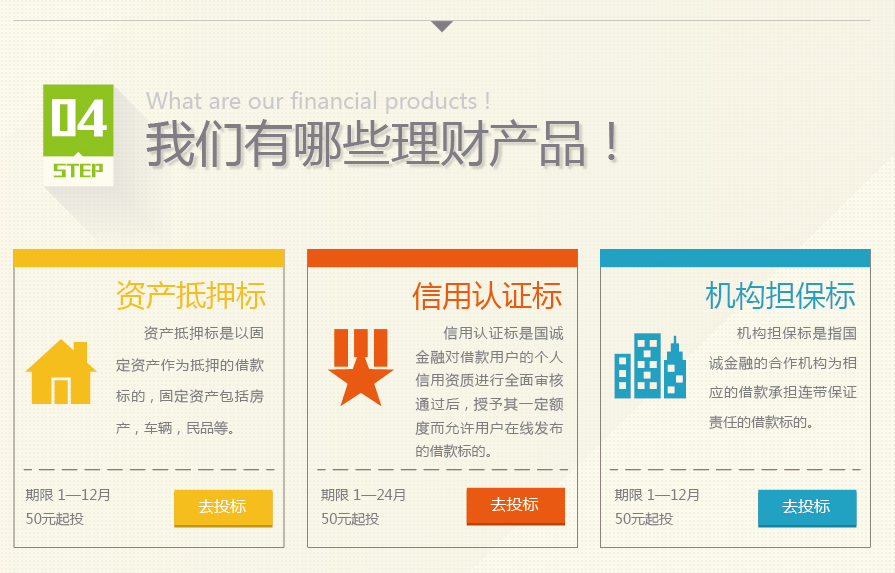 04
STEP
What are our financial products !
我们有哪些理财产品！
资产抵押标
资产抵押标是以固
定资产作为抵押的借款
标的，固定资产包括房
产，车辆，民品等。
期限 1—12月
50元起投
去投标
信用认证标
信用认证标是国诚
金融对借款用户的个人
信用资质进行全面审核
通过后，授予其一定额
度而允许用户在线发布
的借款标的。
期限 1—24月
50元起投
去投标
机构担保标
机构担保标是指国
诚金融的合作机构为相
应的借款承担连带保证
责任的借款标的。
期限 1—12月
50元起投
去投标